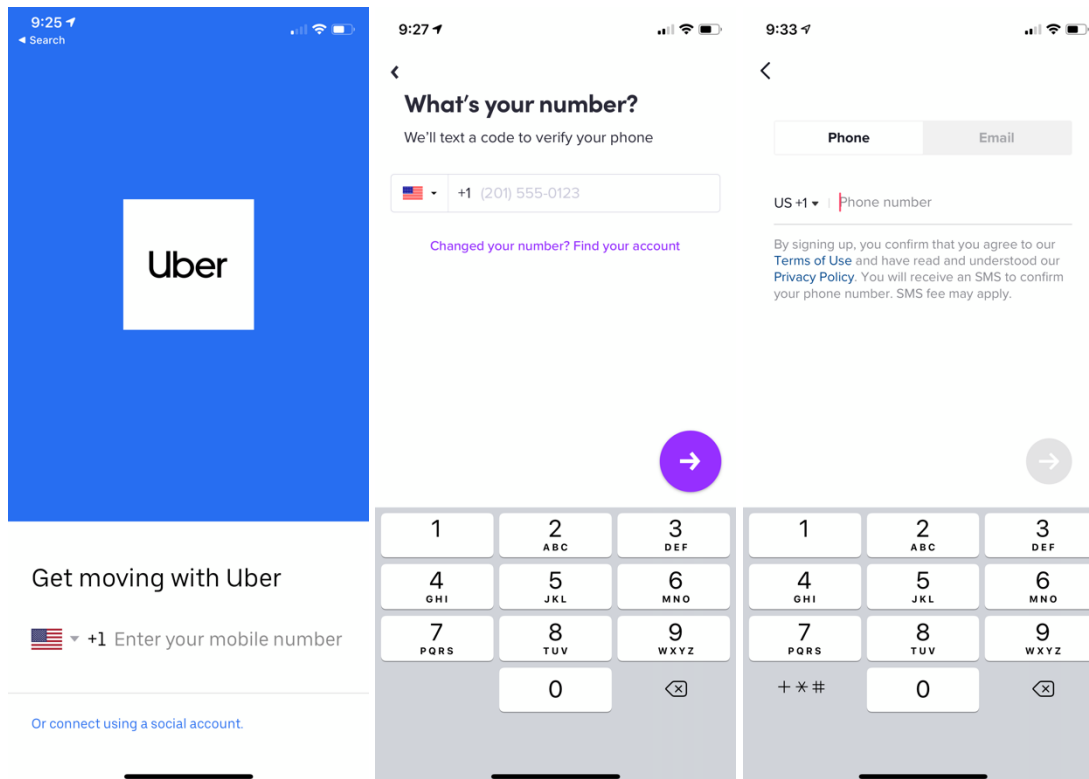 9:25
◀ Search
Uber
Get moving with Uber
+1 Enter your mobile number
Or connect using a social account.
9:27
What's your number?
We'll text a code to verify your phone
+1 (201) 555-0123
Changed your number? Find your account
1
2
3
ABC
DEF
4
5
6
GHI
JKL
MNO
7
8
9
PQRS
TUV
WXYZ
0
9:33
Phone
Email
US +1
Phone number
By signing up, you confirm that you agree to our
Terms of Use and have read and understood our
Privacy Policy. You will receive an SMS to confirm
your phone number. SMS fee may apply.
1
2
3
ABC
DEF
4
5
6
GHI
JKL
MNO
7
8
9
PQRS
TUV
WXYZ
+*#
0